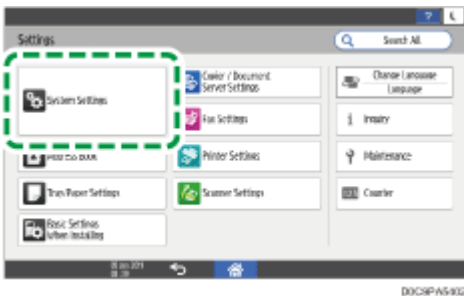 Settings
Search All
System Settings
Copier / Document
Server Settings
Change Language
Language
Fax Settings
Inquiry
Address Book
Printer Settings
Maintenance
Tray/Paper Settings
Scanner Settings
Counter
Basic Settings
When Installing
D0C9PA5402